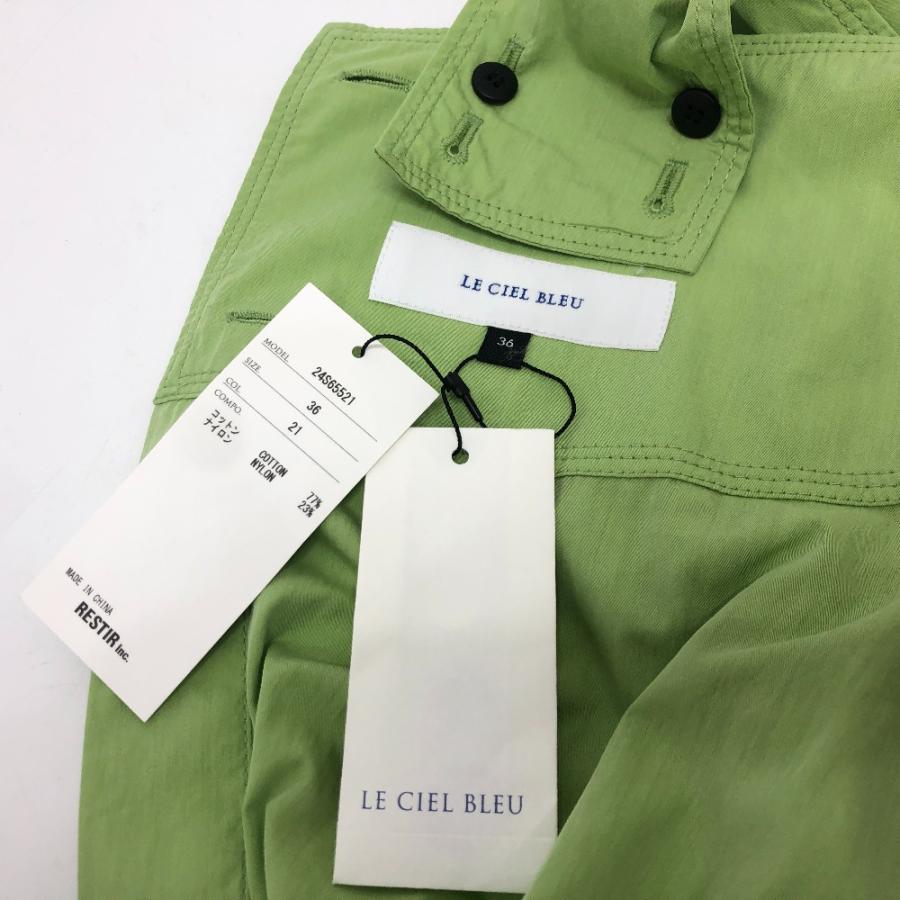 LE CIEL BLEU
36
MODEL 24S65521
SIZE 36
COL 21
COMPO.
コットン COTTON 77%
ナイロン NYLON 23%
MADE IN CHINA
RESTIR Inc.
LE CIEL BLEU